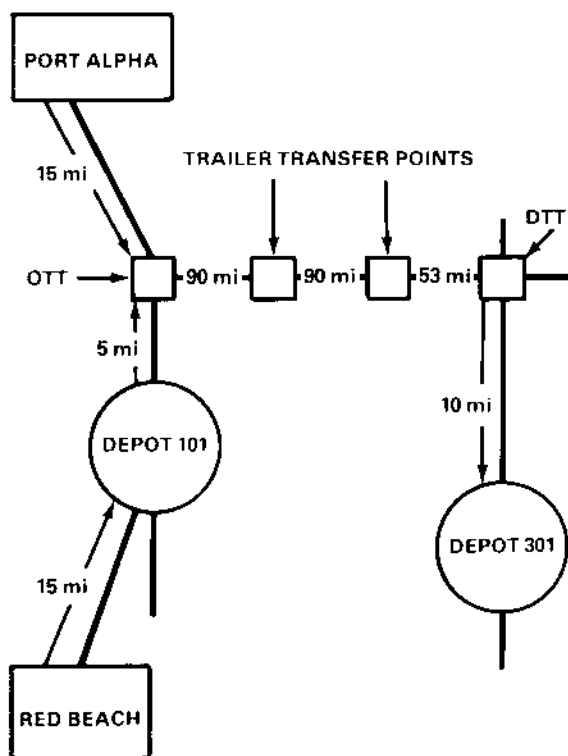 PORT ALPHA
15 mi
TRAILER TRANSFER POINTS
DTT
OTT
90 mi
90 mi
53 mi
5 mi
10 mi
DEPOT 101
DEPOT 301
15 mi
RED BEACH